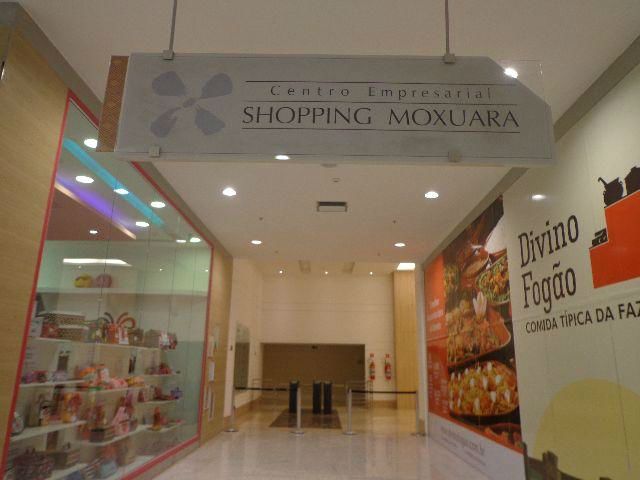 Centro Empresarial
SHOPPING MOXUARA
Divino
Fogão
COMIDA TÍPICA DA FAZ